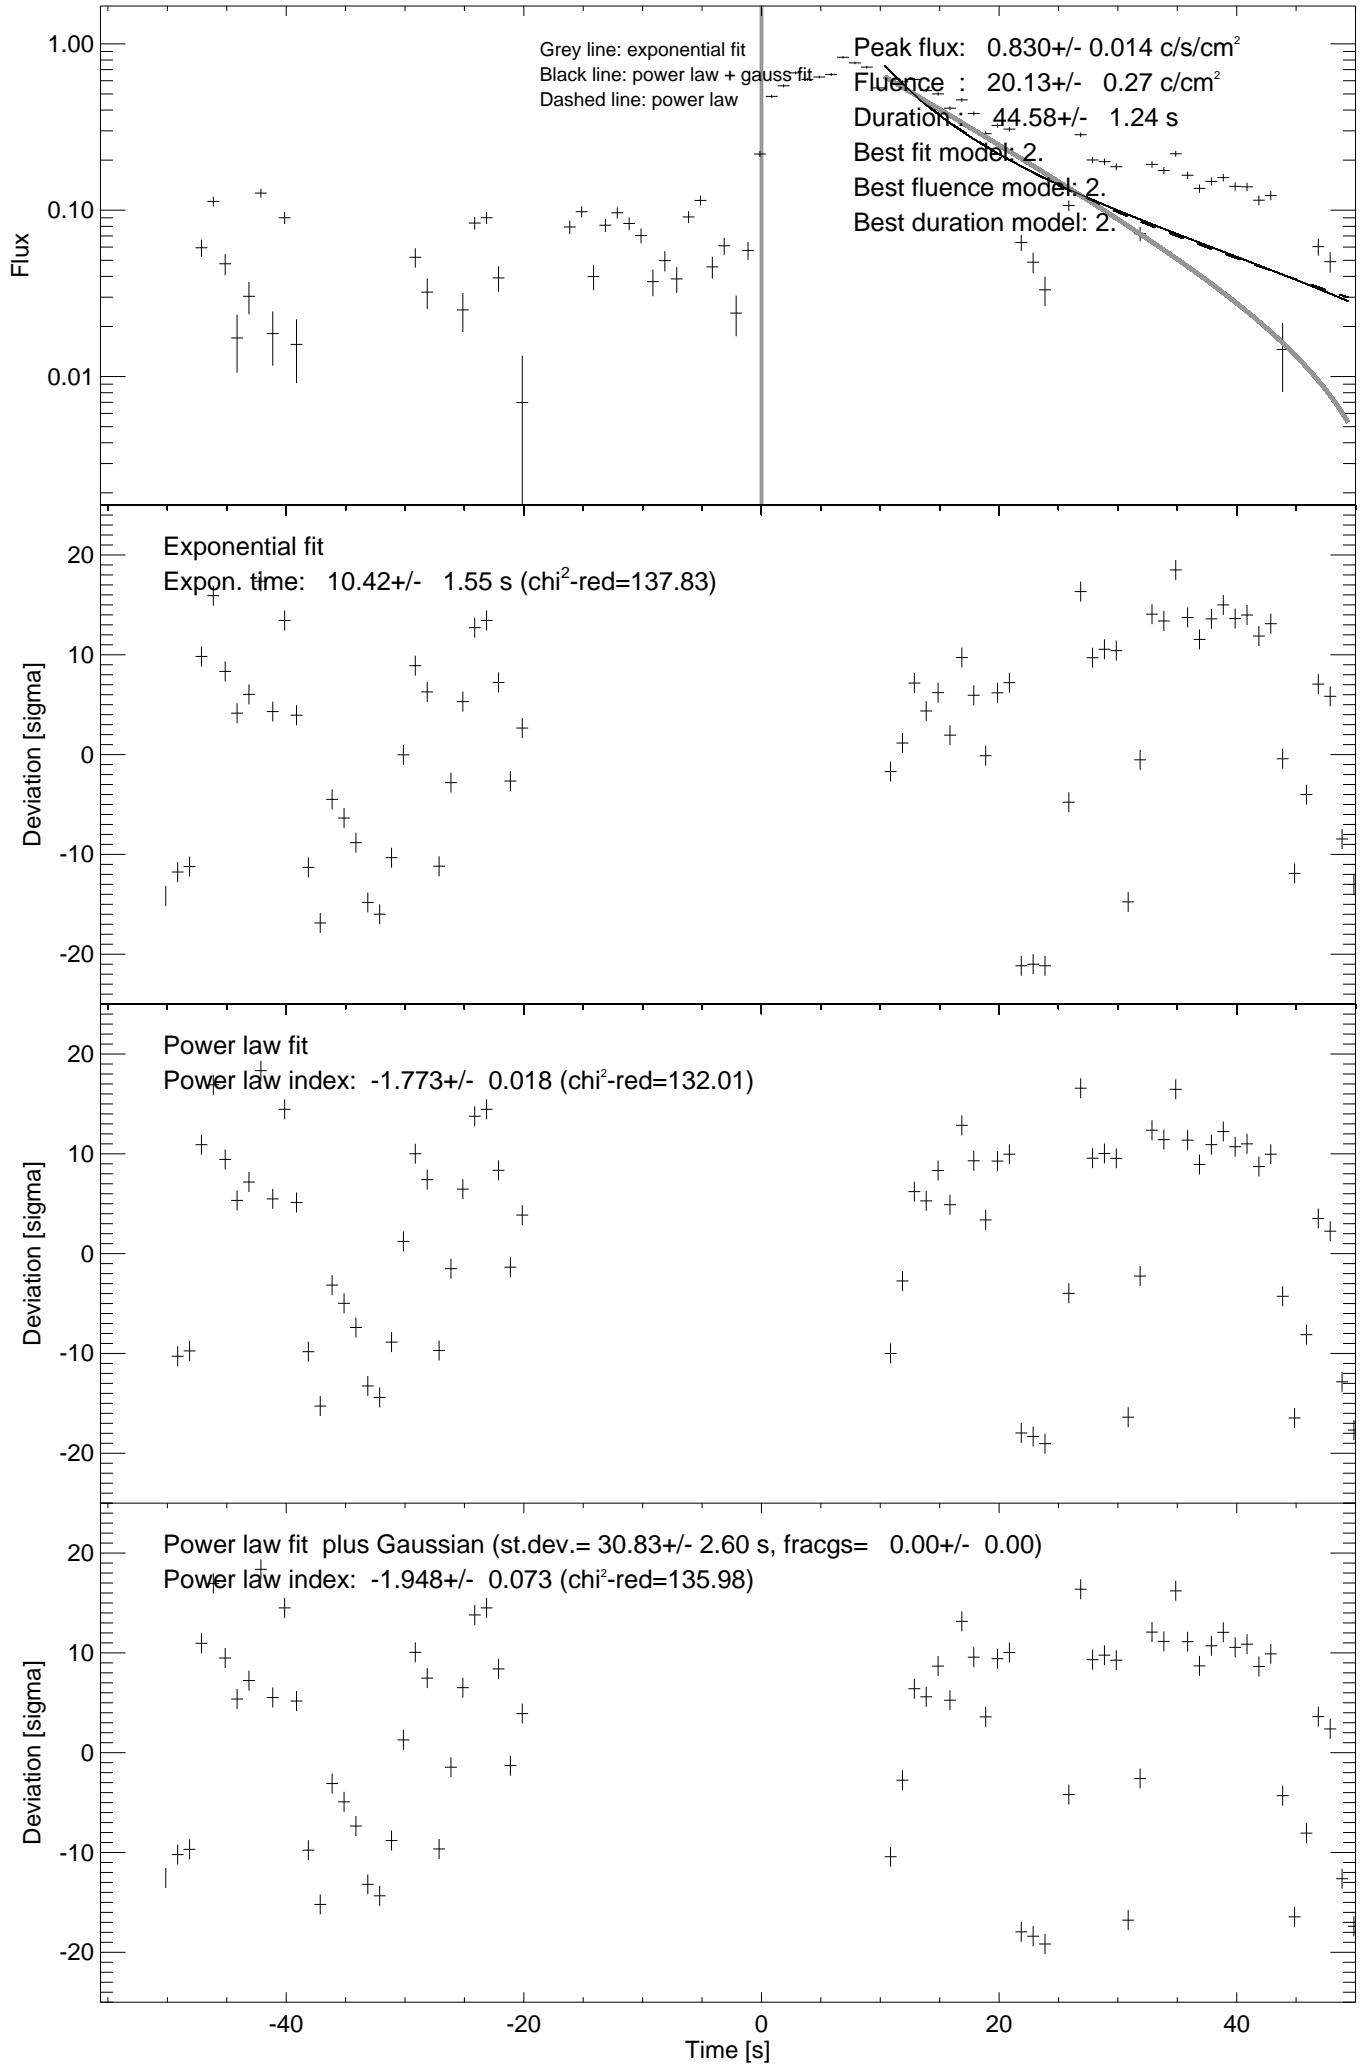 1.00
0.10
0.01
Flux
Grey line: exponential fit
Black line: power law + gauss fit
Dashed line: power law
Peak flux: 0.830+/- 0.014 c/s/cm²
Fluence : 20.13+/- 0.27 c/cm²
Duration : 44.58+/- 1.24 s
Best fit model: 2.
Best fluence model: 2.
Best duration model: 2.
20
10
0
-10
-20
Deviation [sigma]
Exponential fit
Expon. time: 10.42+/- 1.55 s (chi²-red=137.83)
20
10
0
-10
-20
Deviation [sigma]
Power law fit
Power law index: -1.773+/- 0.018 (chi²-red=132.01)
20
10
0
-10
-20
Deviation [sigma]
Power law fit plus Gaussian (st.dev.= 30.83+/- 2.60 s, fracgs= 0.00+/- 0.00)
Power law index: -1.948+/- 0.073 (chi²-red=135.98)
-40 -20 0 20 40
Time [s]